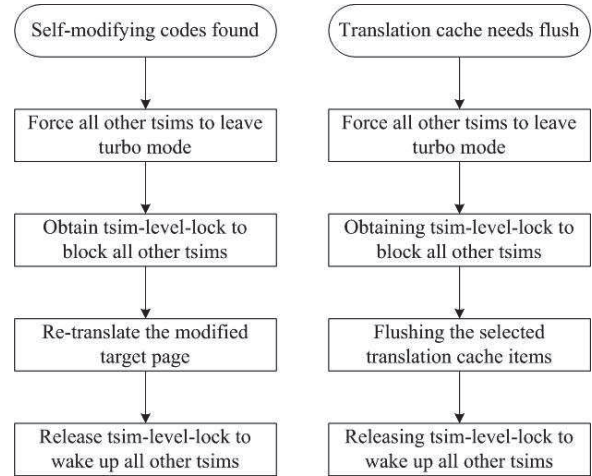 Self-modifying codes found
Force all other tsims to leave
turbo mode
Obtain tsim-level-lock to
block all other tsims
Re-translate the modified
target page
Release tsim-level-lock to
wake up all other tsims
Translation cache needs flush
Force all other tsims to leave
turbo mode
Obtaining tsim-level-lock to
block all other tsims
Flushing the selected
translation cache items
Releasing tsim-level-lock to
wake up all other tsims